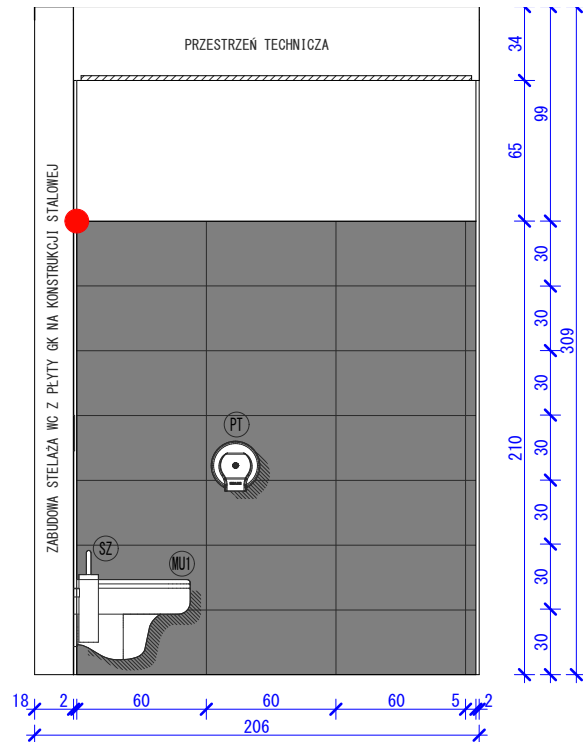 PRZESTRZEŃ TECHNICZA
ZABUDOWA STELAŻA WC Z PŁYTY GK NA KONSTRUKCJI STALOWEJ
PT
SZ
MU1
34
99
65
30
30
309
30
210
30
30
30
30
18 2 60 60 60 5 2
206